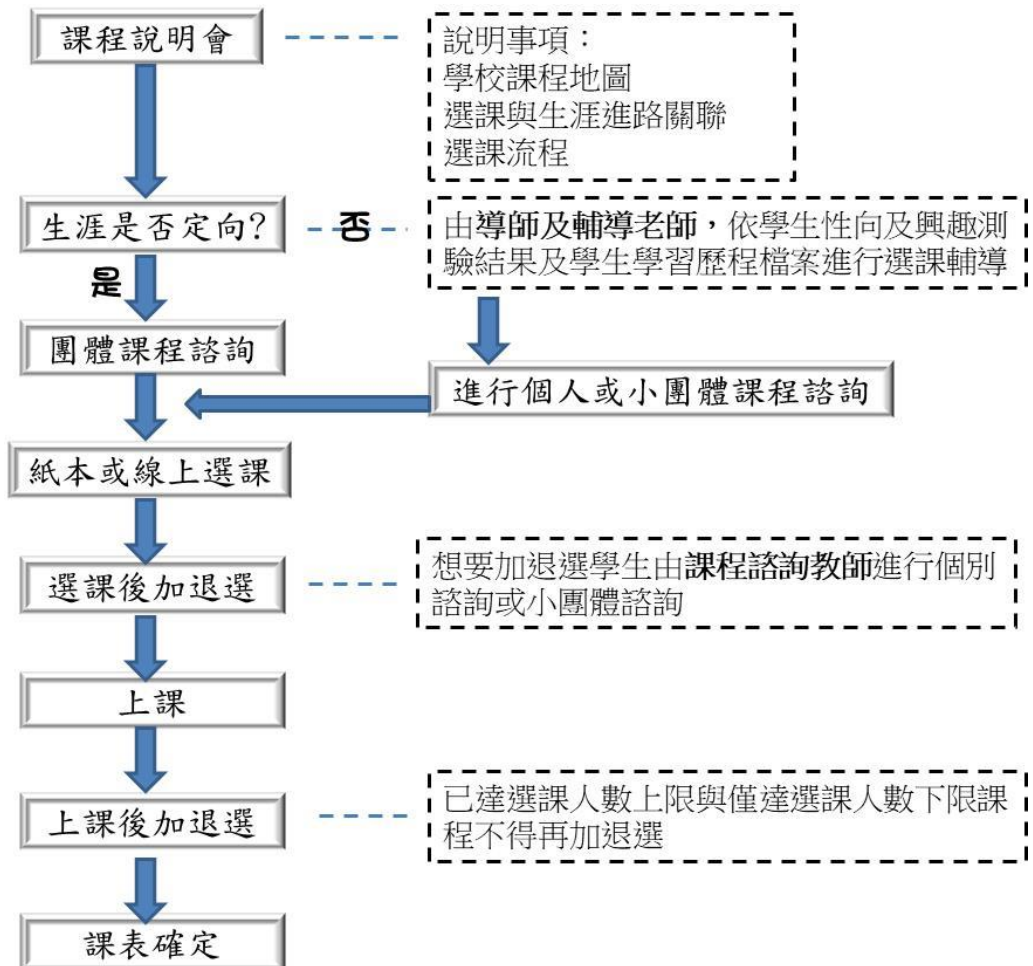 課程說明會
說明事項：
學校課程地圖
選課與生涯進路關聯
選課流程
生涯是否定向?
否
由導師及輔導老師，依學生性向及興趣測
驗結果及學生學習歷程檔案進行選課輔導
是
團體課程諮詢
進行個人或小團體課程諮詢
紙本或線上選課
選課後加退選
想要加退選學生由課程諮詢教師進行個別
諮詢或小團體諮詢
上課
上課後加退選
已達選課人數上限與僅達選課人數下限課
程不得再加退選
課表確定